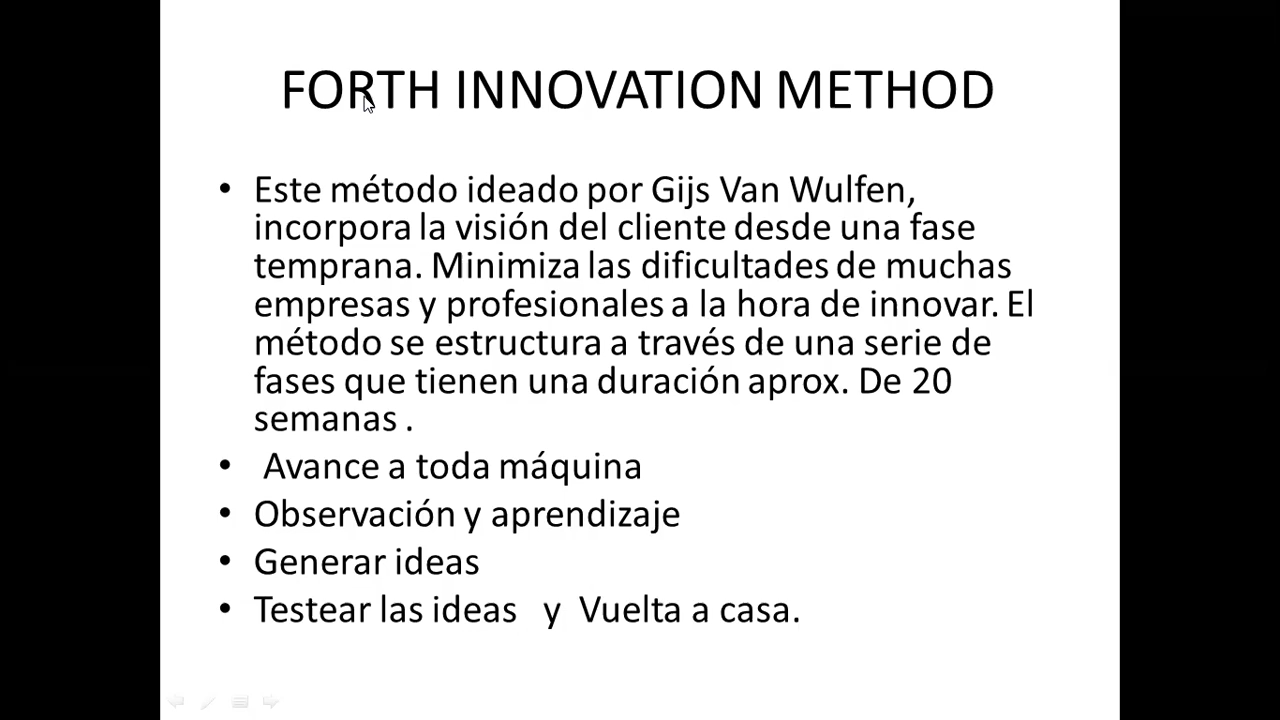 FORTH INNOVATION METHOD
• Este método ideado por Gijs Van Wulfen,
incorpora la visión del cliente desde una fase
temprana. Minimiza las dificultades de muchas
empresas y profesionales a la hora de innovar. El
método se estructura a través de una serie de
fases que tienen una duración aprox. De 20
semanas .
• Avance a toda máquina
• Observación y aprendizaje
• Generar ideas
• Testear las ideas y Vuelta a casa.